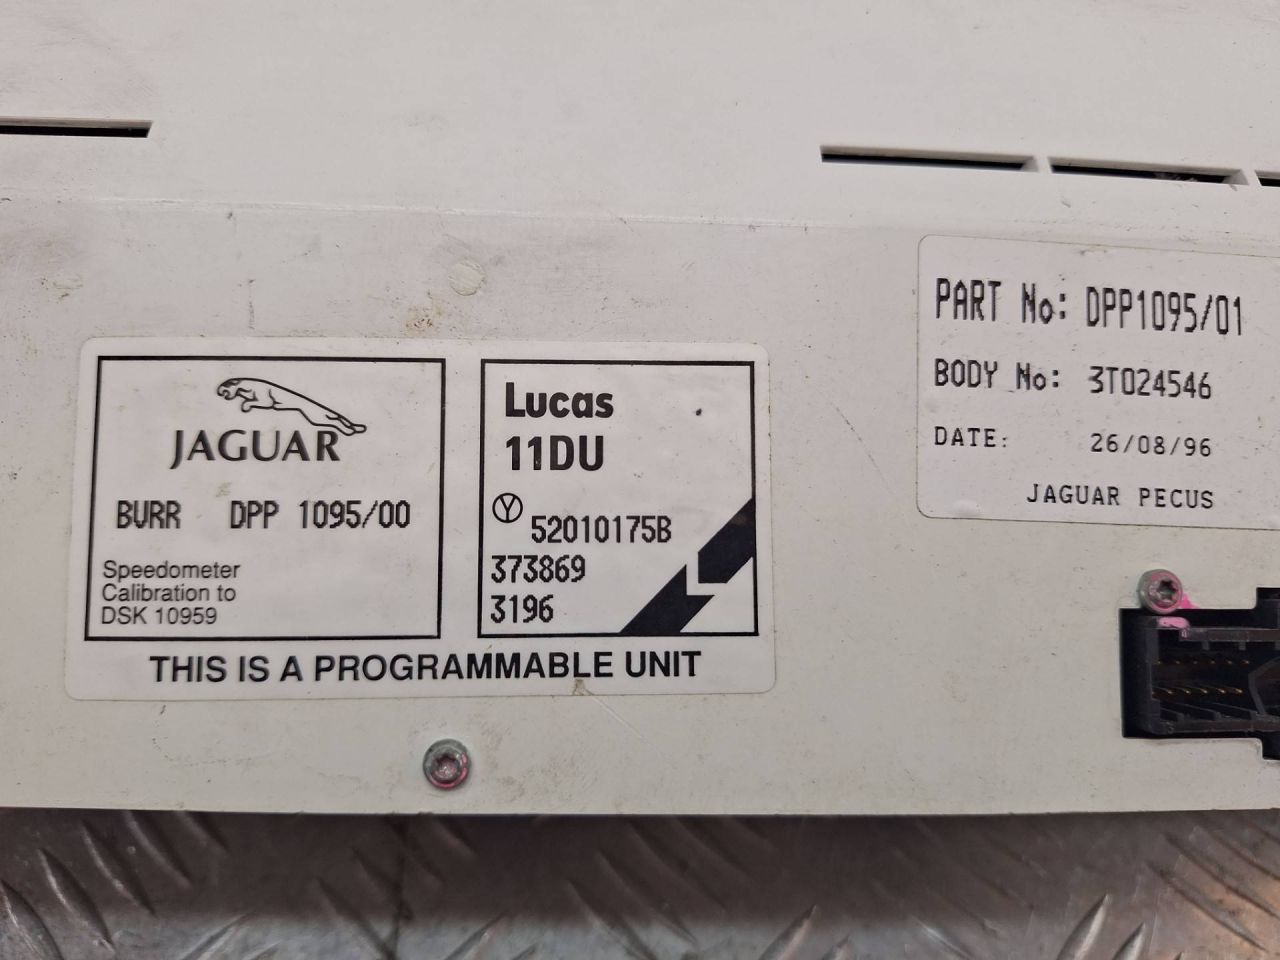 JAGUAR
BVRR DPP 1095/00
Speedometer
Calibration to
DSK 10959
Lucas
11DU
52010175B
373869
3196
THIS IS A PROGRAMMABLE UNIT
PART No: DPP1095/01
BODY No: 3T024546
DATE: 26/08/96
JAGUAR PECUS